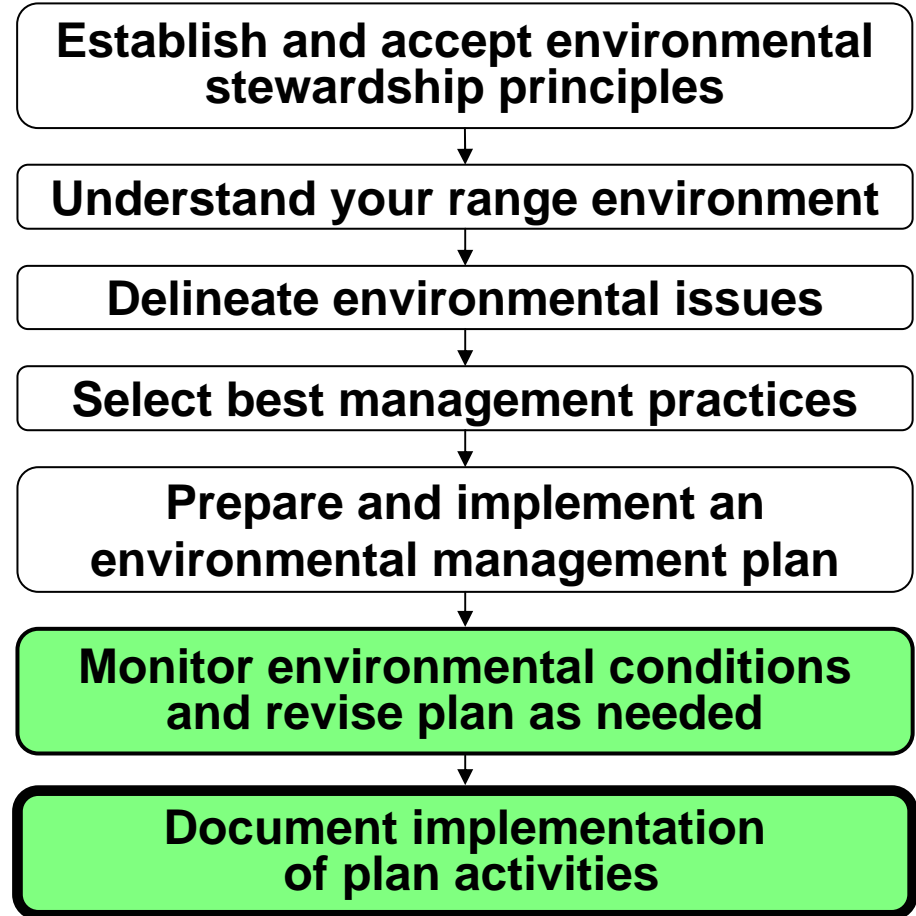 Establish and accept environmental
stewardship principles
Understand your range environment
Delineate environmental issues
Select best management practices
Prepare and implement an
environmental management plan
Monitor environmental conditions
and revise plan as needed
Document implementation
of plan activities